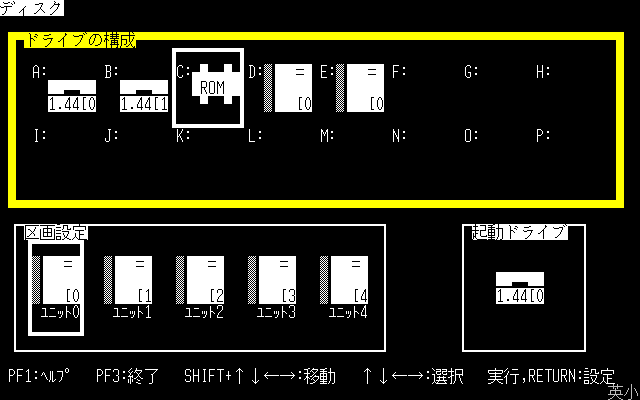 ディスク
ドライブの構成
A: B: C: D: E: F: G: H:
1.44[0 1.44[1 ROM [0 [0
I: J: K: L: M: N: O: P:
区画設定 起動ドライブ
[0 [1 [2 [3 [4 1.44[0
ﾕﾆｯﾄ0 ﾕﾆｯﾄ1 ﾕﾆｯﾄ2 ﾕﾆｯﾄ3 ﾕﾆｯﾄ4
PF1:ﾍﾙﾌﾟ PF3:終了 SHIFT+↑↓←→:移動 ↑↓←→:選択 実行,RETURN:設定
英小